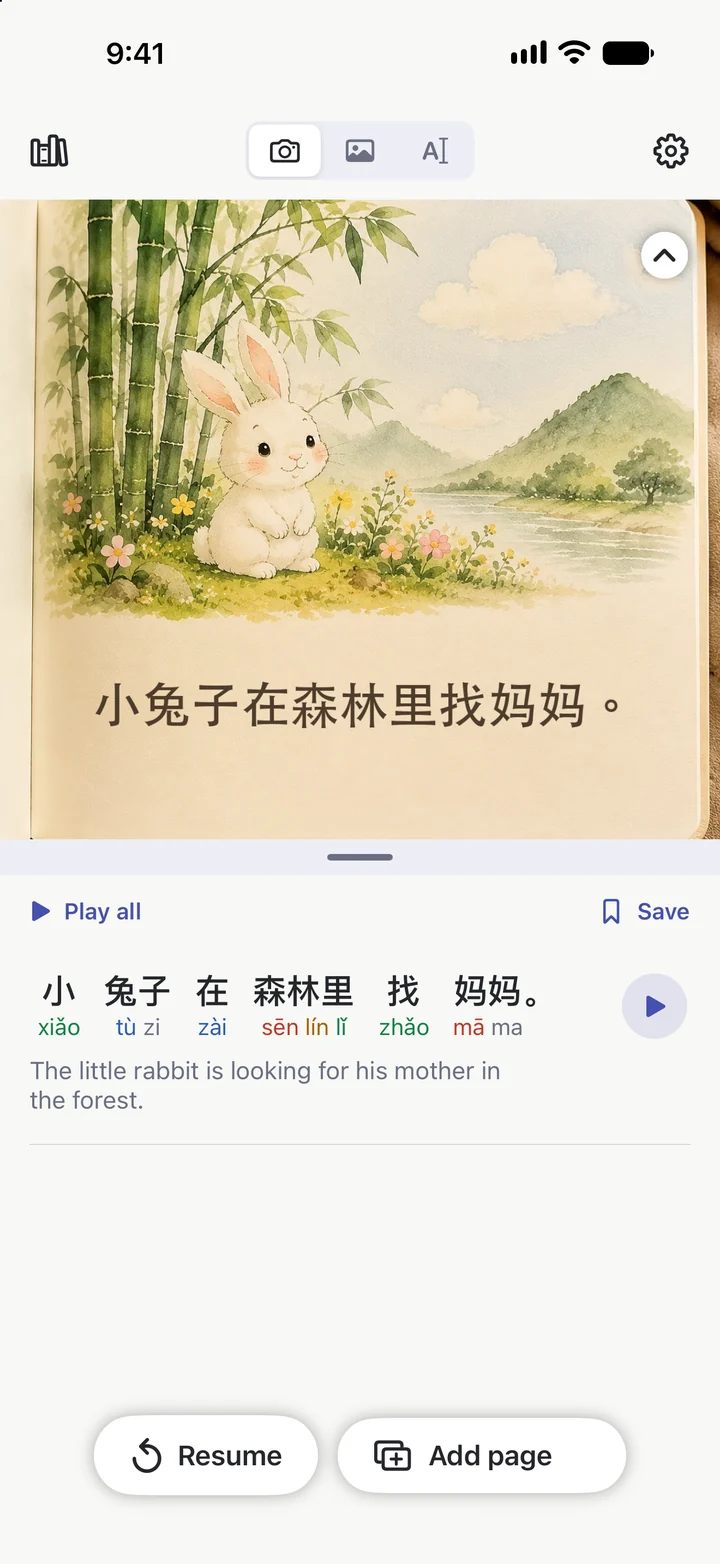 9:41
AI
小兔子在森林里找妈妈。
Play all
Save
小 兔子 在 森林里 找 妈妈。
xiǎo tù zi zài sēn lín lǐ zhǎo mā ma
The little rabbit is looking for his mother in
the forest.
Resume
Add page